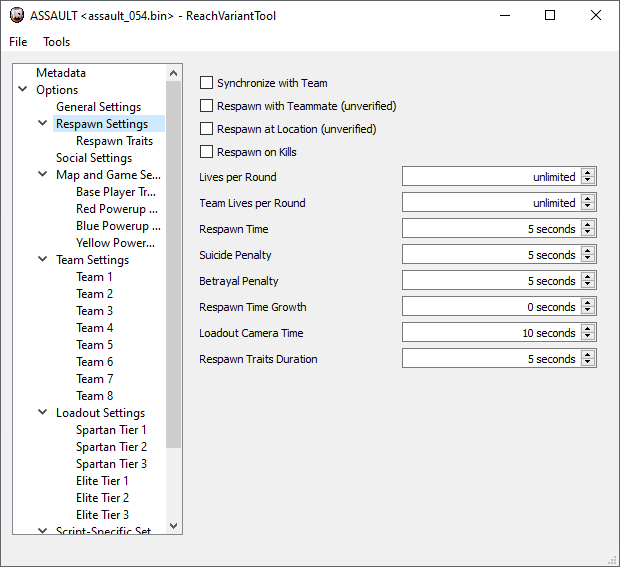 ASSAULT <assault_054.bin> - ReachVariantTool
File Tools
Metadata
Options
General Settings
Respawn Settings
Respawn Traits
Social Settings
Map and Game Se...
Base Player Tr...
Red Powerup ...
Blue Powerup ...
Yellow Power...
Team Settings
Team 1
Team 2
Team 3
Team 4
Team 5
Team 6
Team 7
Team 8
Loadout Settings
Spartan Tier 1
Spartan Tier 2
Spartan Tier 3
Elite Tier 1
Elite Tier 2
Elite Tier 3
Script-Specific Set...
Synchronize with Team
Respawn with Teammate (unverified)
Respawn at Location (unverified)
Respawn on Kills
Lives per Round unlimited
Team Lives per Round unlimited
Respawn Time 5 seconds
Suicide Penalty 5 seconds
Betrayal Penalty 5 seconds
Respawn Time Growth 0 seconds
Loadout Camera Time 10 seconds
Respawn Traits Duration 5 seconds